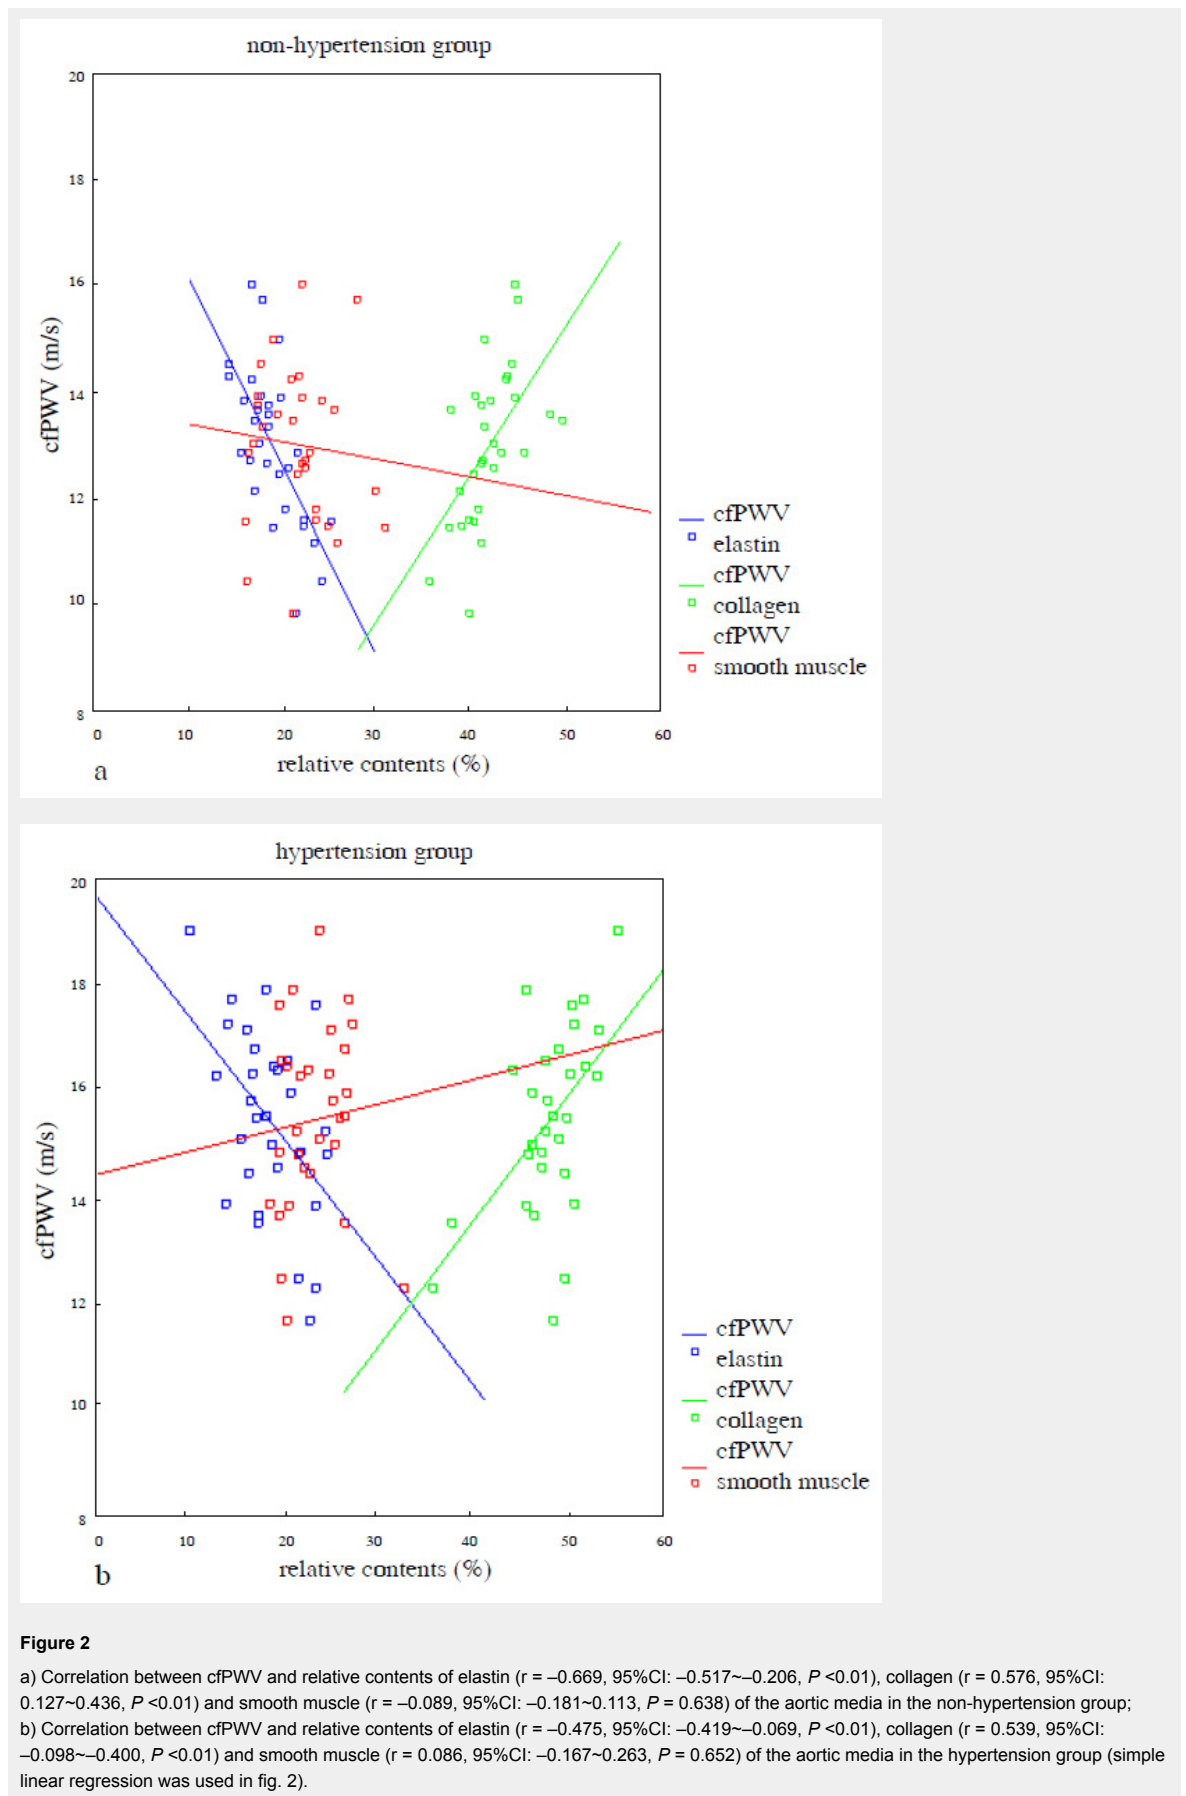 non-hypertension group
20
18
16
14
12
10
8
cfPWV (m/s)
0 10 20 30 40 50 60
relative contents (%)
a
cfPWV
elastin
cfPWV
collagen
cfPWV
smooth muscle
hypertension group
20
18
16
14
12
10
8
cfPWV (m/s)
0 10 20 30 40 50 60
relative contents (%)
b
cfPWV
elastin
cfPWV
collagen
cfPWV
smooth muscle
Figure 2
a) Correlation between cfPWV and relative contents of elastin (r = –0.669, 95%CI: –0.517~–0.206, P <0.01), collagen (r = 0.576, 95%CI:
0.127~0.436, P <0.01) and smooth muscle (r = –0.089, 95%CI: –0.181~0.113, P = 0.638) of the aortic media in the non-hypertension group;
b) Correlation between cfPWV and relative contents of elastin (r = –0.475, 95%CI: –0.419~–0.069, P <0.01), collagen (r = 0.539, 95%CI:
–0.098~–0.400, P <0.01) and smooth muscle (r = 0.086, 95%CI: –0.167~0.263, P = 0.652) of the aortic media in the hypertension group (simple
linear regression was used in fig. 2).